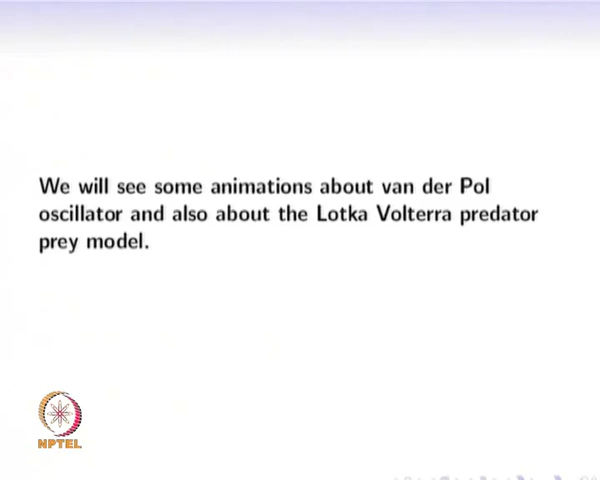 We will see some animations about van der Pol
oscillator and also about the Lotka Volterra predator
prey model.
NPTEL